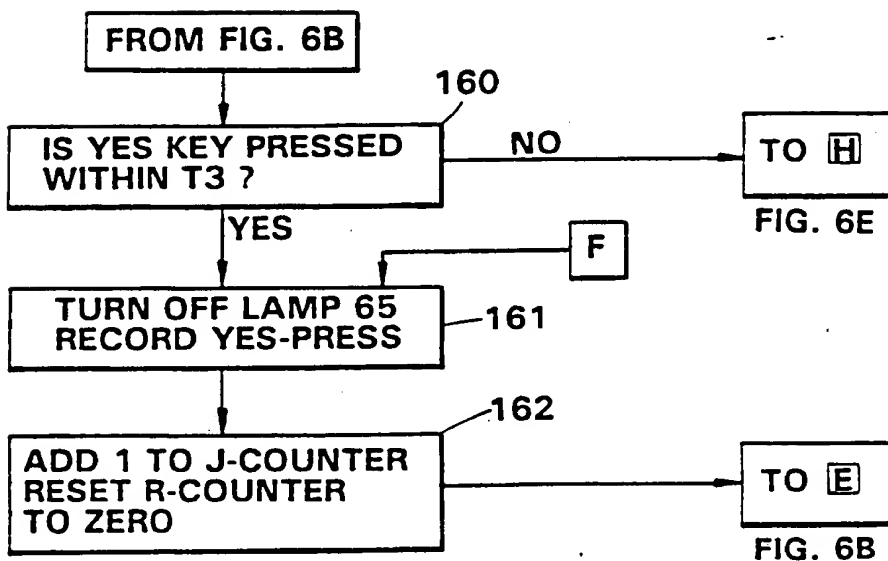 FROM FIG. 6B
160
IS YES KEY PRESSED
WITHIN T3 ?
NO
TO H
FIG. 6E
YES
F
TURN OFF LAMP 65
RECORD YES-PRESS
161
162
ADD 1 TO J-COUNTER
RESET R-COUNTER
TO ZERO
TO E
FIG. 6B